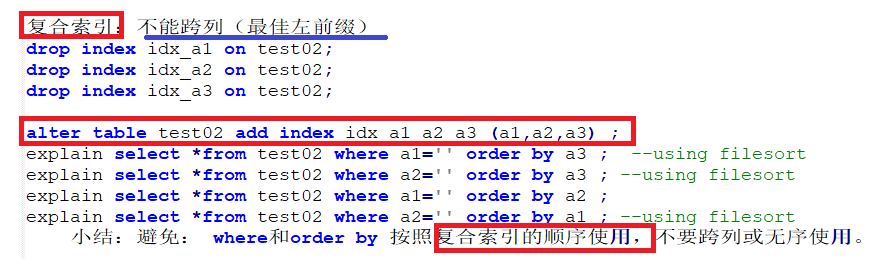 复合索引：不能跨列（最佳左前缀）
drop index idx_a1 on test02;
drop index idx_a2 on test02;
drop index idx_a3 on test02;
alter table test02 add index idx_a1_a2_a3 (a1,a2,a3) ;
explain select *from test02 where a1='' order by a3 ;  --using filesort
explain select *from test02 where a2='' order by a3 ; --using filesort
explain select *from test02 where a1='' order by a2 ;
explain select *from test02 where a2='' order by a1 ; --using filesort
小结：避免： where和order by 按照复合索引的顺序使用，不要跨列或无序使用。